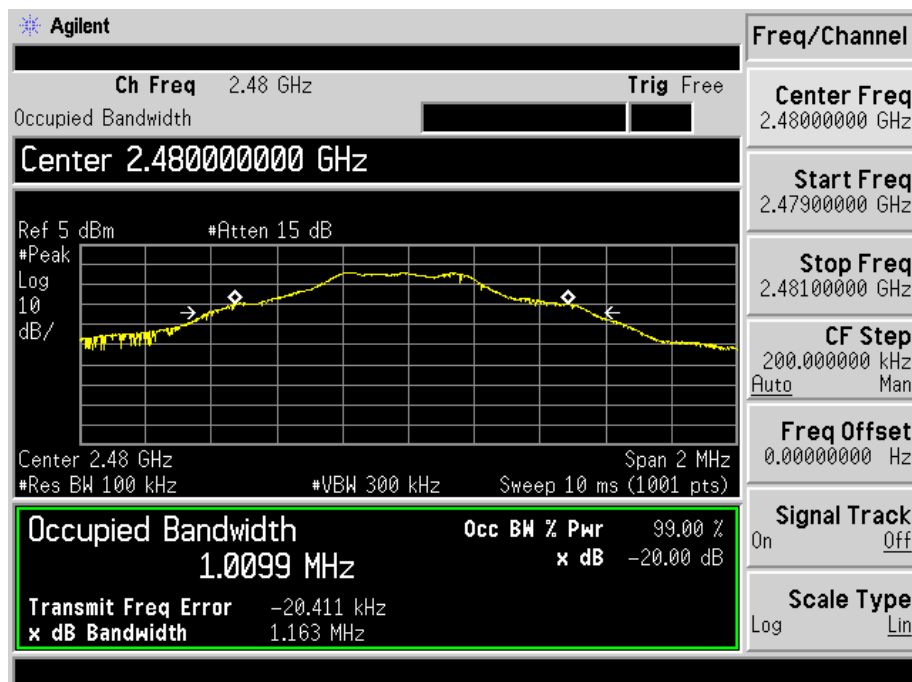 Agilent
Freq/Channel
Ch Freq 2.48 GHz Trig Free
Occupied Bandwidth
Center 2.480000000 GHz
Ref 5 dBm #Atten 15 dB
#Peak
Log
10
dB/
Center 2.48 GHz Span 2 MHz
#Res BW 100 kHz #VBW 300 kHz Sweep 10 ms (1001 pts)
Occupied Bandwidth
1.0099 MHz
Occ BW % Pwr 99.00 %
x dB -20.00 dB
Transmit Freq Error -20.411 kHz
x dB Bandwidth 1.163 MHz
Center Freq
2.48000000 GHz
Start Freq
2.47900000 GHz
Stop Freq
2.48100000 GHz
CF Step
200.000000 kHz
Auto Man
Freq Offset
0.00000000 Hz
Signal Track
On Off
Scale Type
Log Lin